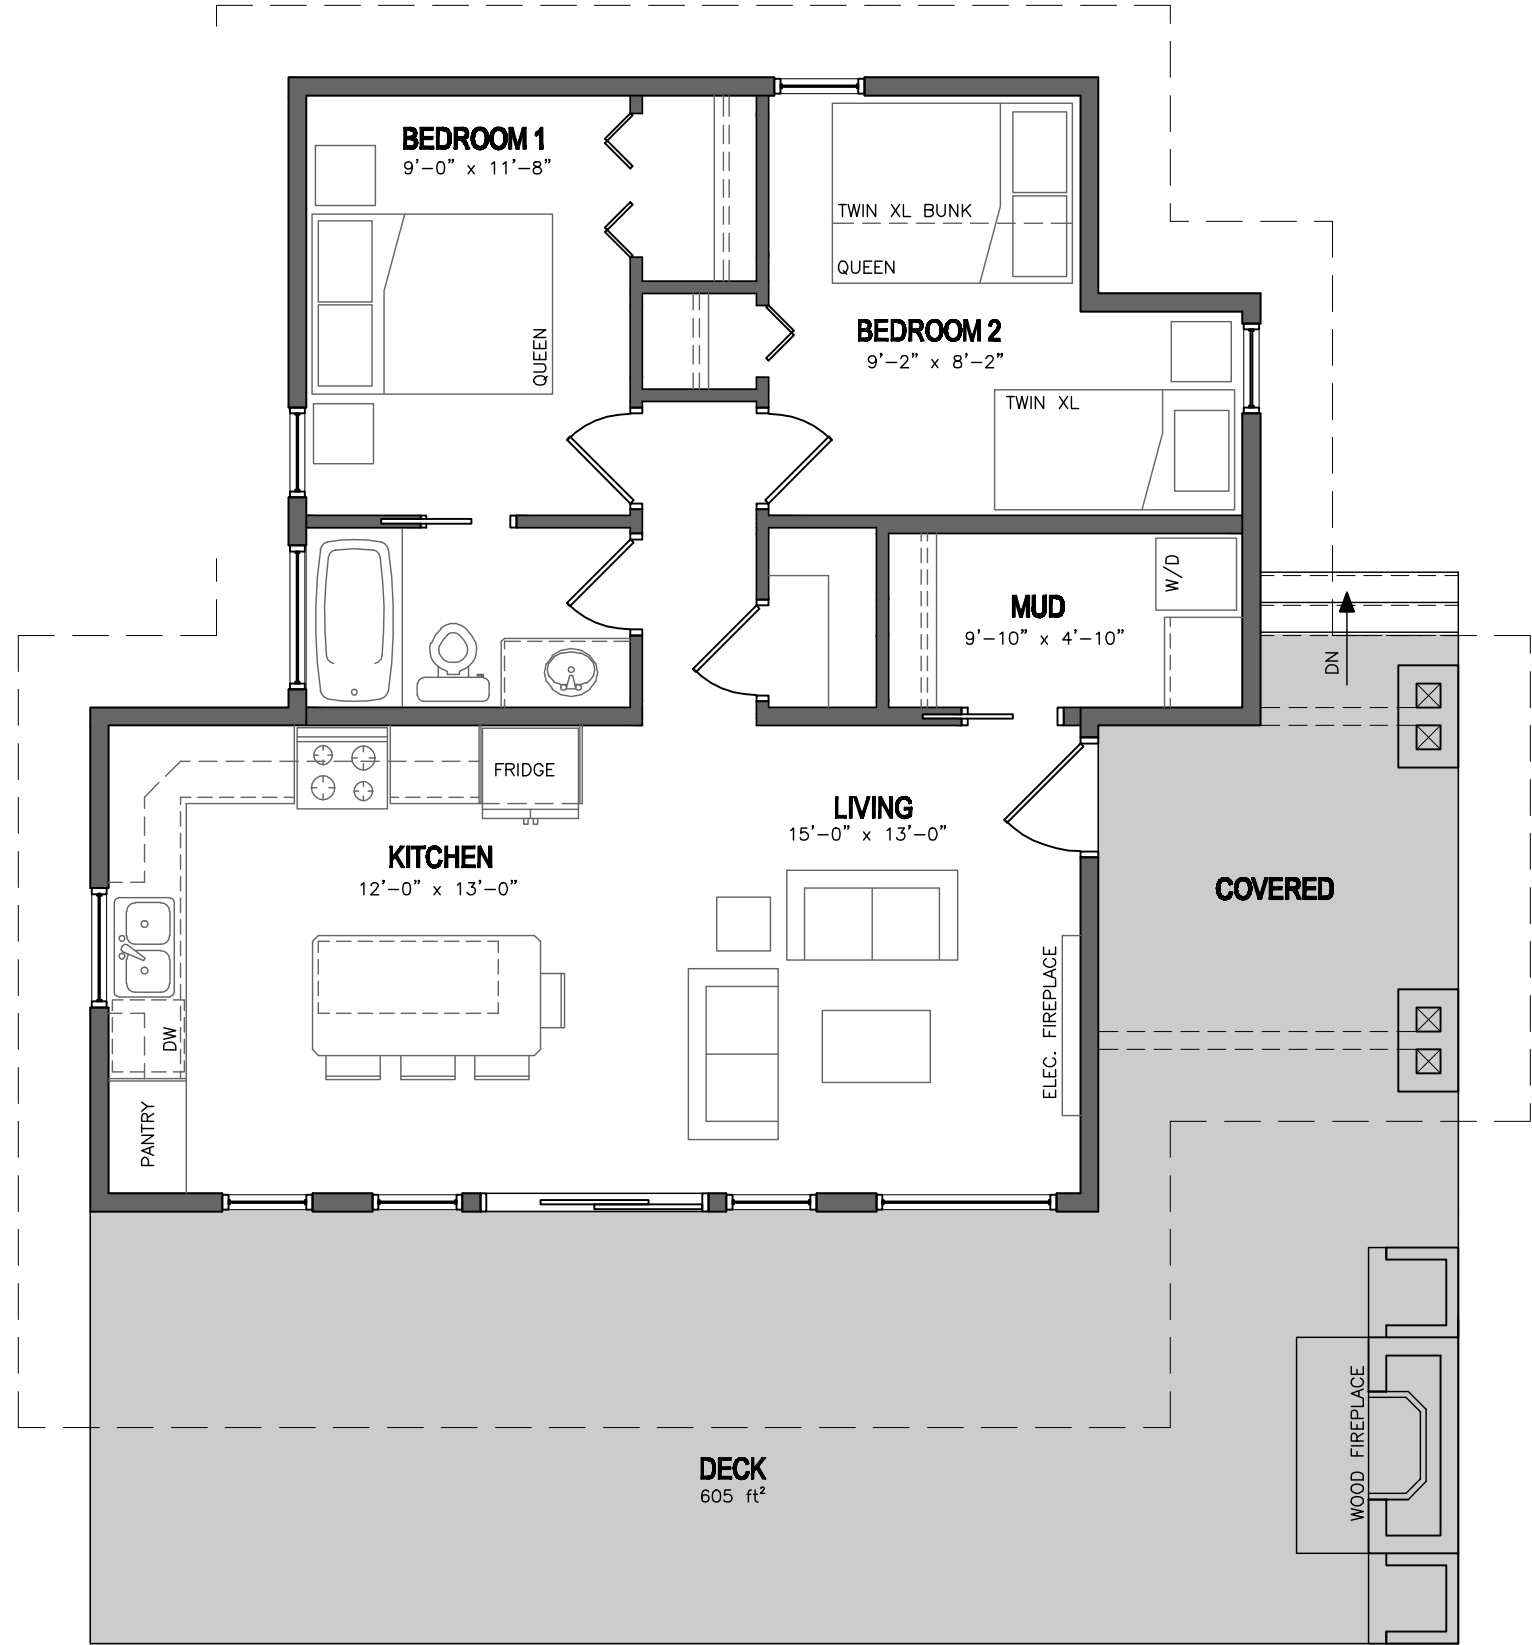 BEDROOM 1
9'-0" x 11'-8"
TWIN XL BUNK
QUEEN
QUEEN
BEDROOM 2
9'-2" x 8'-2"
TWIN XL
W/D
MUD
9'-10" x 4'-10"
DN
FRIDGE
LIVING
15'-0" x 13'-0"
KITCHEN
12'-0" x 13'-0"
COVERED
ELEC. FIREPLACE
DW
PANTRY
WOOD FIREPLACE
DECK
605 ft²